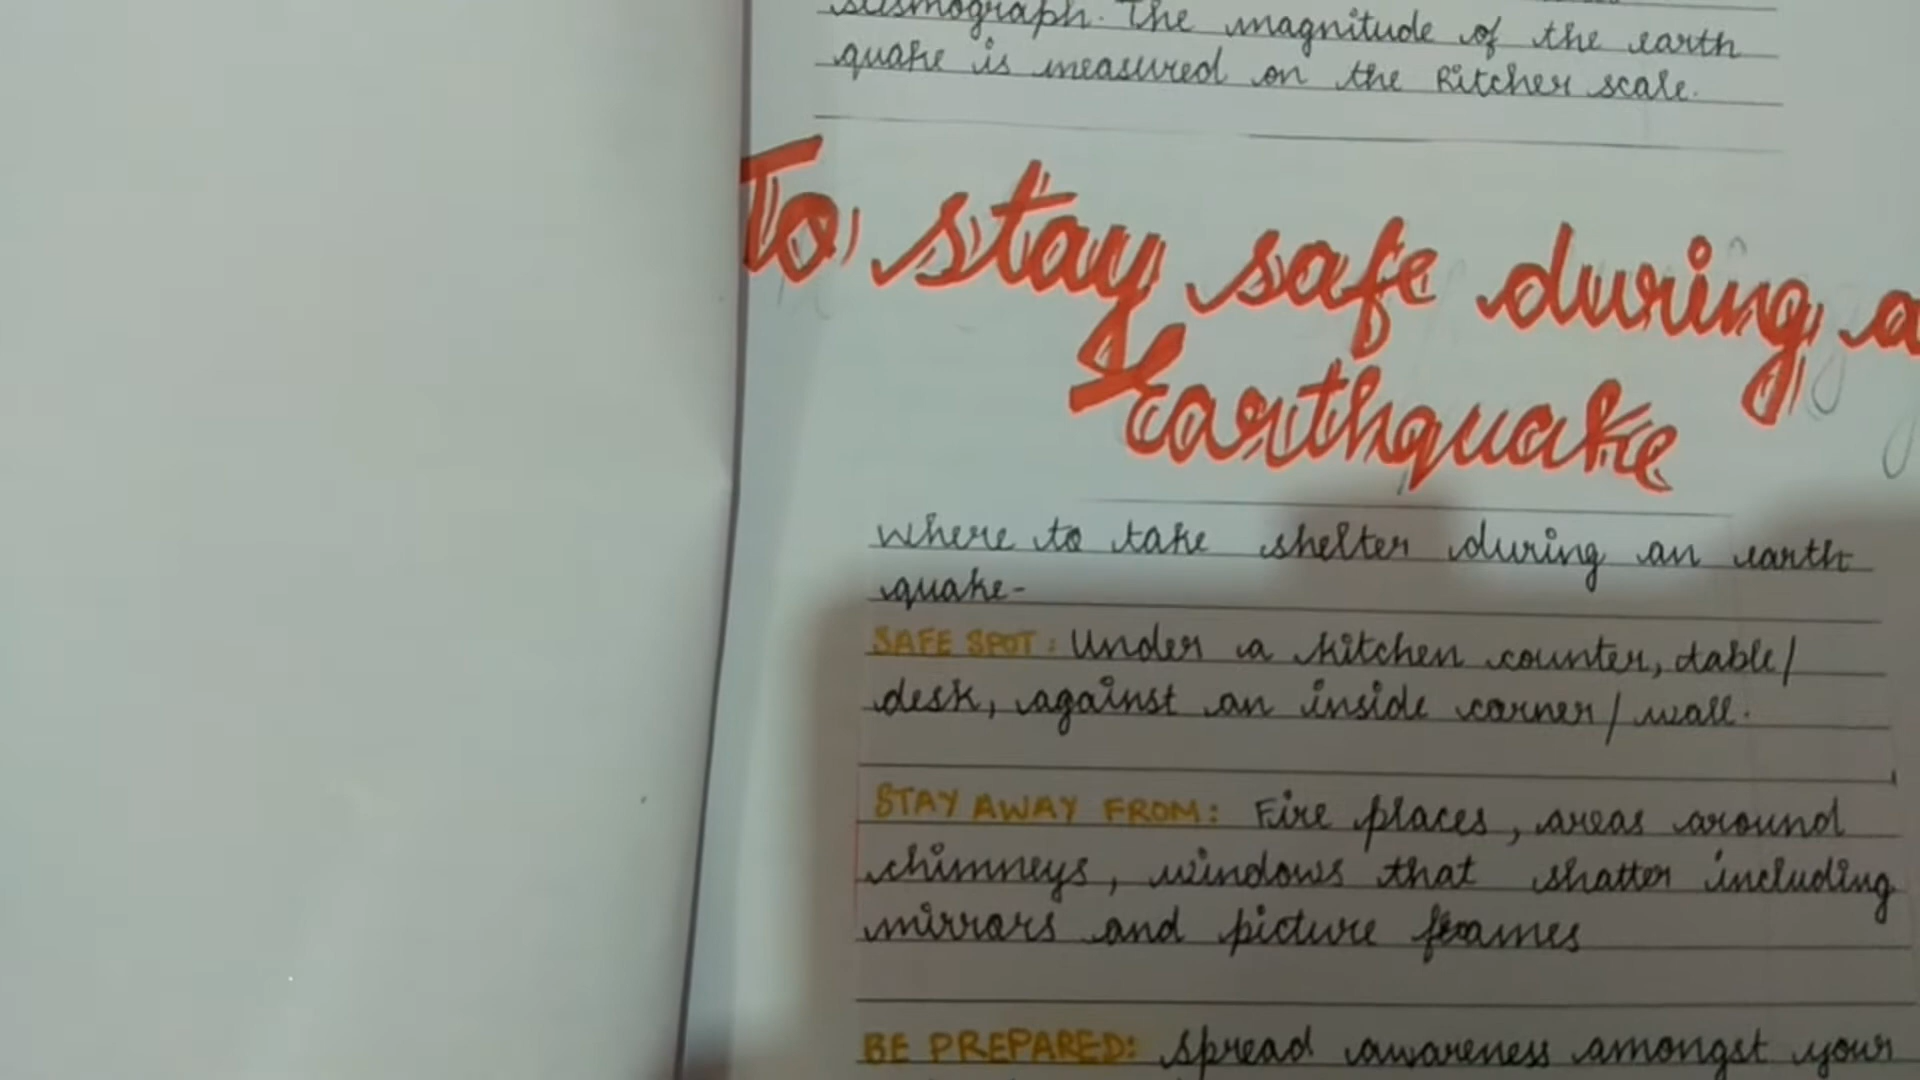 seismograph. The magnitude of the earth
quake is measured on the Ritcher scale.
To stay safe during a
Earthquake
Where to take shelter during an earth
quake-
SAFE SPOT: Under a kitchen counter, table/
desk, against an inside corner/wall.
STAY AWAY FROM: Fire places, areas around
chimneys, windows that shatter including
mirrors and picture frames
BE PREPARED: Spread awareness amongst your